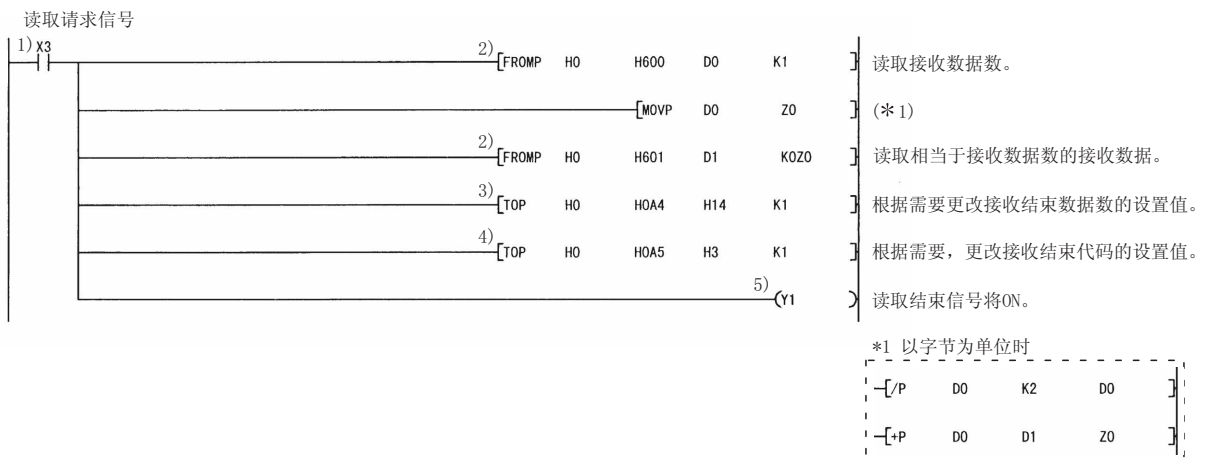 读取请求信号
1) X3
2) [FROMP H0 H600 D0 K1 ] 读取接收数据数。
[MOVP D0 Z0 ] (*1)
2) [FROMP H0 H601 D1 K0Z0 ] 读取相当于接收数据数的接收数据。
3) [TOP H0 H0A4 H14 K1 ] 根据需要更改接收结束数据数的设置值。
4) [TOP H0 H0A5 H3 K1 ] 根据需要，更改接收结束代码的设置值。
5) (Y1 ) 读取结束信号将ON。
*1 以字节为单位时
[/P D0 K2 D0 ]
[+P D0 D1 Z0 ]